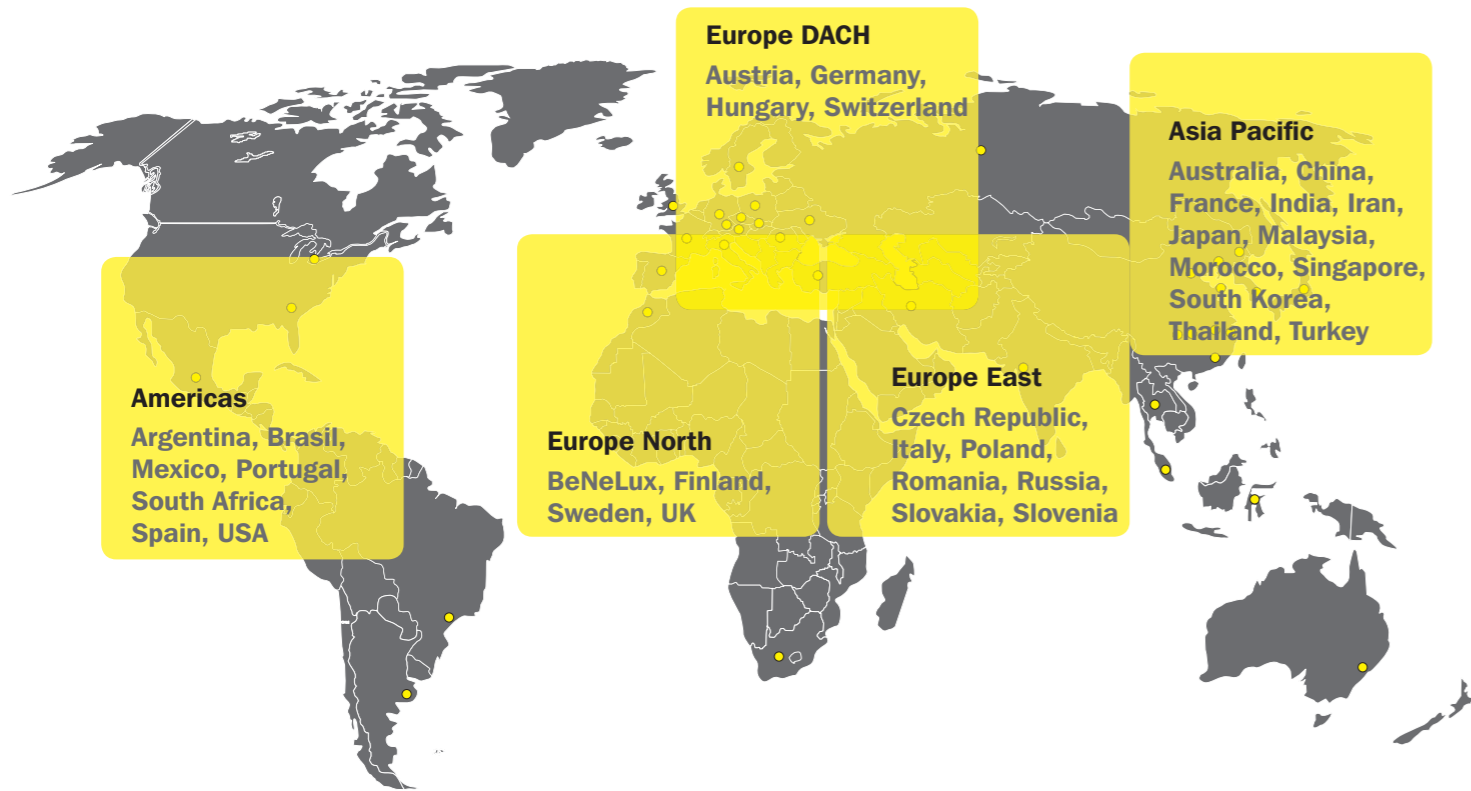 Europe DACH
Austria, Germany,
Hungary, Switzerland
Asia Pacific
Australia, China,
France, India, Iran,
Japan, Malaysia,
Morocco, Singapore,
South Korea,
Thailand, Turkey
Americas
Argentina, Brasil,
Mexico, Portugal,
South Africa,
Spain, USA
Europe North
BeNeLux, Finland,
Sweden, UK
Europe East
Czech Republic,
Italy, Poland,
Romania, Russia,
Slovakia, Slovenia